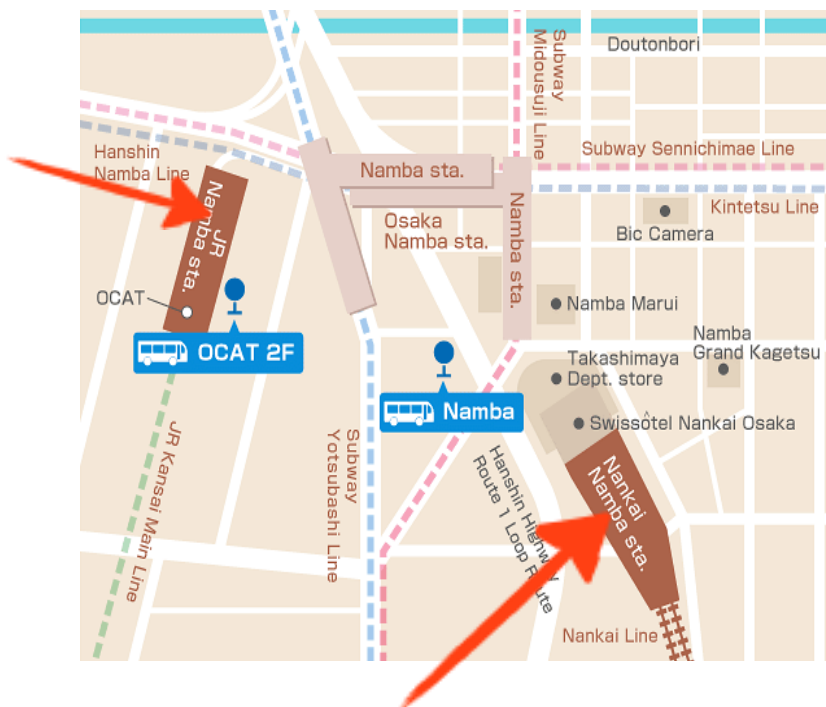 Doutonbori
Subway
Midousuji Line
Hanshin
Namba Line
Subway Sennichimae Line
Namba sta.
Kintetsu Line
JR
Namba sta.
Osaka
Namba sta.
Namba sta.
Bic Camera
OCAT
Namba Marui
OCAT 2F
Namba
Grand Kagetsu
Takashimaya
Dept. store
Namba
Swissôtel Nankai Osaka
JR Kansai Main Line
Subway
Yotsubashi Line
Hanshin Highway
Route 1 Loop Route
Nankai
Namba sta.
Nankai Line